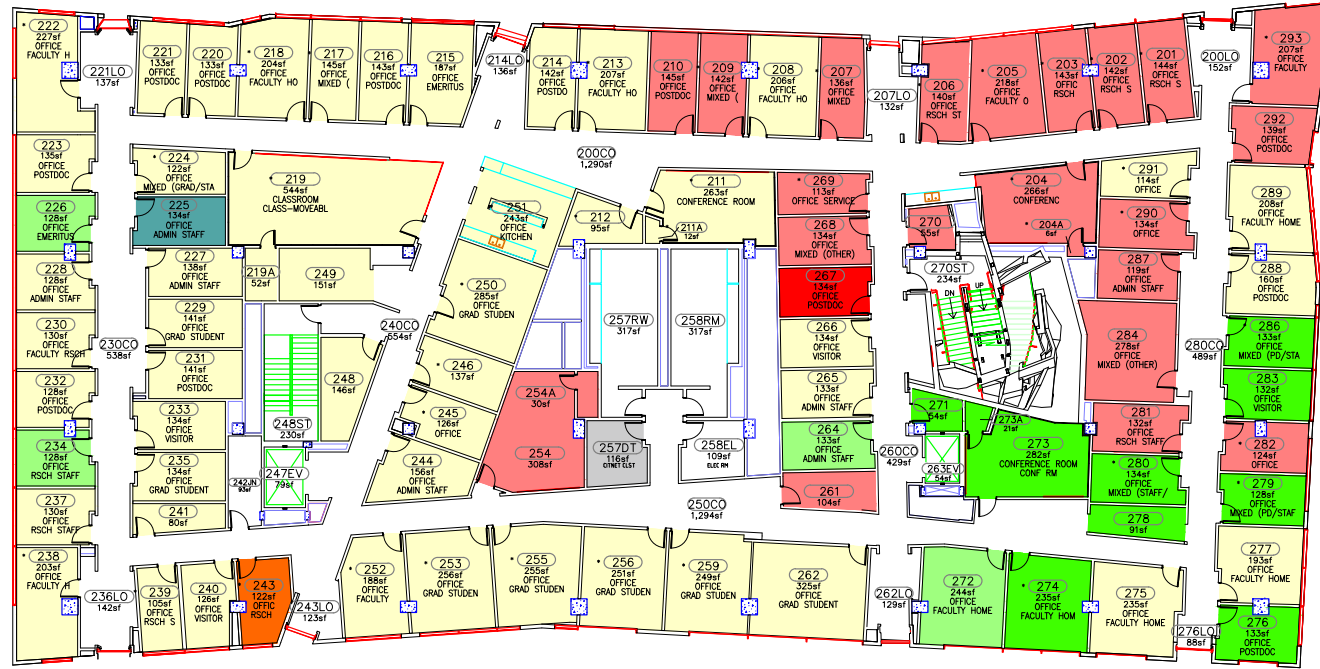 222
227sf
OFFICE
FACULTY H
221LO
137sf
221
133sf
OFFICE
POSTDOC
220
133sf
OFFICE
POSTDOC
218
204sf
OFFICE
FACULTY HO
217
145sf
OFFICE
MIXED (
216
143sf
OFFICE
POSTDOC
215
187sf
OFFICE
EMERITUS
214LO
136sf
214
142sf
OFFICE
POSTDO
213
207sf
OFFICE
FACULTY HO
210
145sf
OFFICE
POSTDOC
209
142sf
OFFICE
MIXED (
208
206sf
OFFICE
FACULTY HO
207
136sf
OFFICE
MIXED
207LO
132sf
206
140sf
OFFICE
RSCH ST
205
218sf
OFFICE
FACULTY O
203
143sf
OFFICE
RSCH
202
142sf
OFFICE
RSCH S
201
144sf
OFFICE
RSCH S
200LO
152sf
293
207sf
OFFICE
FACULTY
223
135sf
OFFICE
POSTDOC
224
122sf
OFFICE
MIXED (GRAD/STA
219
544sf
CLASSROOM
CLASS-MOVEABL
200CO
1,290sf
292
139sf
OFFICE
POSTDOC
226
128sf
OFFICE
EMERITUS
225
134sf
OFFICE
ADMIN STAFF
251
243sf
OFFICE
KITCHEN
212
95sf
211
263sf
CONFERENCE ROOM
211A
12sf
269
113sf
OFFICE SERVICE
204
266sf
CONFERENC
204A
6sf
291
114sf
OFFICE
289
208sf
OFFICE
FACULTY HOME
270
55sf
290
134sf
OFFICE
268
134sf
OFFICE
MIXED (OTHER)
228
128sf
OFFICE
ADMIN STAFF
227
138sf
OFFICE
ADMIN STAFF
219A
52sf
249
151sf
250
285sf
OFFICE
GRAD STUDEN
267
134sf
OFFICE
POSTDOC
270ST
234sf
DN
UP
287
119sf
OFFICE
ADMIN STAFF
288
160sf
OFFICE
POSTDOC
230
130sf
OFFICE
FACULTY RSCH
229
141sf
OFFICE
GRAD STUDENT
240CO
654sf
257RW
317sf
258RM
317sf
266
134sf
OFFICE
VISITOR
284
278sf
OFFICE
MIXED (OTHER)
280CO
489sf
286
133sf
OFFICE
MIXED (PD/STA
230CO
538sf
231
141sf
OFFICE
POSTDOC
248
146sf
246
137sf
232
128sf
OFFICE
POSTDOC
254A
30sf
265
133sf
OFFICE
ADMIN STAFF
283
132sf
OFFICE
VISITOR
233
134sf
OFFICE
VISITOR
248ST
230sf
245
126sf
OFFICE
271
54sf
273A
21sf
281
132sf
OFFICE
RSCH STAFF
234
128sf
OFFICE
RSCH STAFF
264
133sf
OFFICE
ADMIN STAFF
282
124sf
OFFICE
235
134sf
OFFICE
GRAD STUDENT
247EV
79sf
242JN
93sf
244
156sf
OFFICE
ADMIN STAFF
254
308sf
257DT
116sf
OITNET CLST
258EL
109sf
ELEC RM
260CO
429sf
263EV
54sf
273
282sf
CONFERENCE ROOM
CONF RM
280
134sf
OFFICE
MIXED (STAFF/
279
128sf
OFFICE
MIXED (PD/STAF
237
130sf
OFFICE
RSCH STAFF
241
80sf
250CO
1,294sf
261
104sf
278
91sf
238
203sf
OFFICE
FACULTY H
236LO
142sf
239
105sf
OFFICE
RSCH S
240
126sf
OFFICE
VISITOR
243
122sf
OFFIC
RSCH
243LO
123sf
252
188sf
OFFICE
FACULTY
253
256sf
OFFICE
GRAD STUDEN
255
255sf
OFFICE
GRAD STUDEN
256
251sf
OFFICE
GRAD STUDEN
259
249sf
OFFICE
GRAD STUDEN
262
325sf
OFFICE
GRAD STUDENT
262LO
129sf
272
244sf
OFFICE
FACULTY HOME
274
235sf
OFFICE
FACULTY HOM
275
235sf
OFFICE
FACULTY HOME
277
193sf
OFFICE
FACULTY HOME
276LO
88sf
276
133sf
OFFICE
POSTDOC